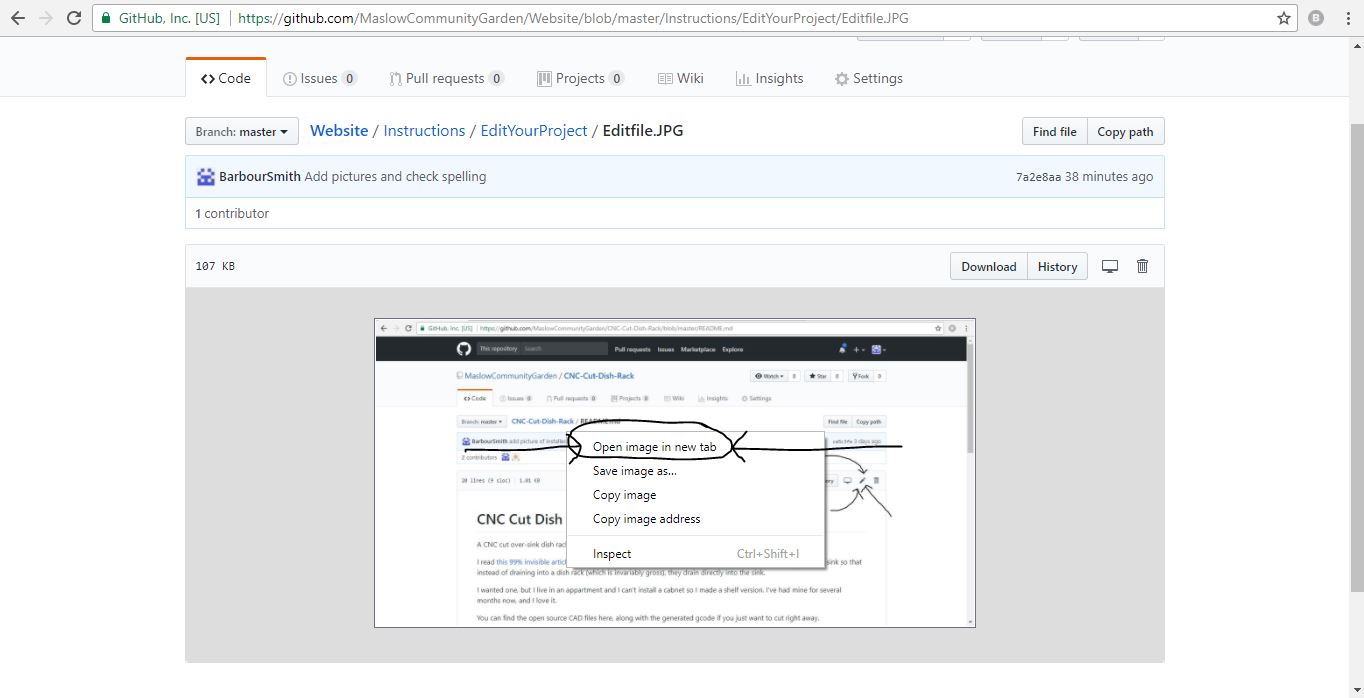 GitHub, Inc. [US] https://github.com/MaslowCommunityGarden/Website/blob/master/Instructions/EditYourProject/Editfile.JPG B
Code Issues 0 Pull requests 0 Projects 0 Wiki Insights Settings
Branch: master Website / Instructions / EditYourProject / Editfile.JPG Find file Copy path
BarbourSmith Add pictures and check spelling 7a2e8aa 38 minutes ago
1 contributor
107 KB Download History
GitHub, Inc. [US] https://github.com/MaslowCommunityGarden/CNC-Cut-Dish-Rack/blob/master/README.md
This repository Search Pull requests Issues Marketplace Explore
MaslowCommunityGarden / CNC-Cut-Dish-Rack Watch 0 Star 0 Fork 0
Code Issues 0 Pull requests 0 Projects 0 Wiki Insights Settings
Branch: master CNC-Cut-Dish-Rack / README.md Find file Copy path
BarbourSmith add picture of 3 days ago
Open image in new tab
2 contributors
Save image as...
20 lines (9 sloc) 1.01 KB
Copy image
CNC Cut Dish
Copy image address
A CNC cut over-sink dish
Inspect Ctrl+Shift+I
I read this 99% invisible sink so that
instead of draining into a dish rack (which is invariably gross), they drain directly into the sink.
I wanted one, but I live in an appartment and I can't install a cabnet so I made a shelf version. I've had mine for several
months now, and I love it.
You can find the open source CAD files here, along with the generated gcode if you just want to cut right away.